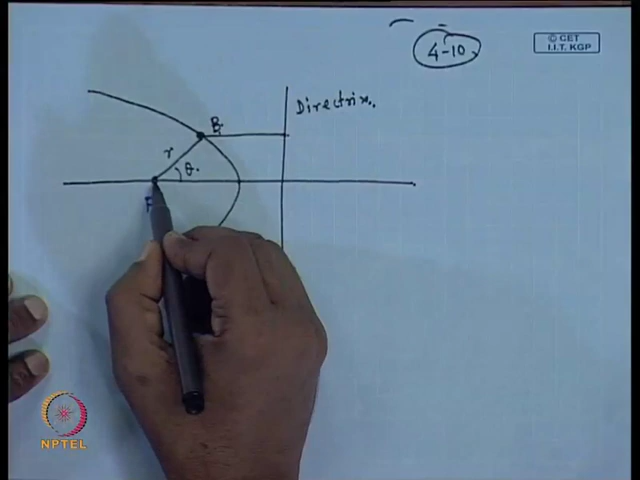 4-10
© CET
I.I.T. KGP
Directrix.
r
θ.
F
NPTEL